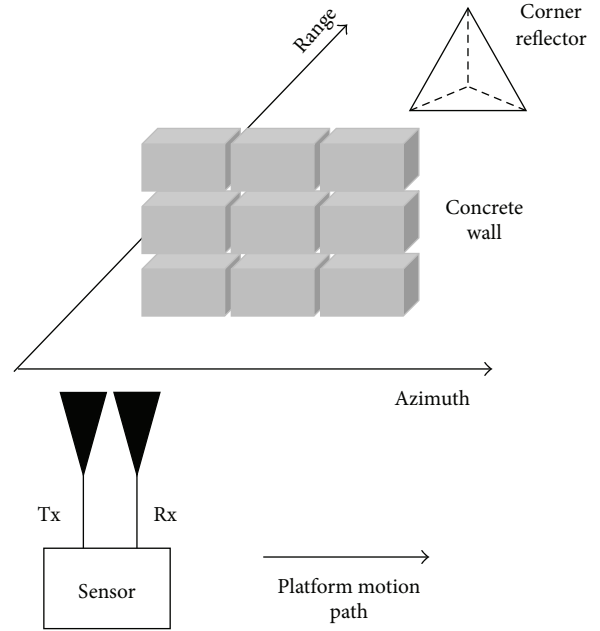 Range
Corner
reflector
Concrete
wall
Azimuth
Tx
Rx
Sensor
Platform motion
path